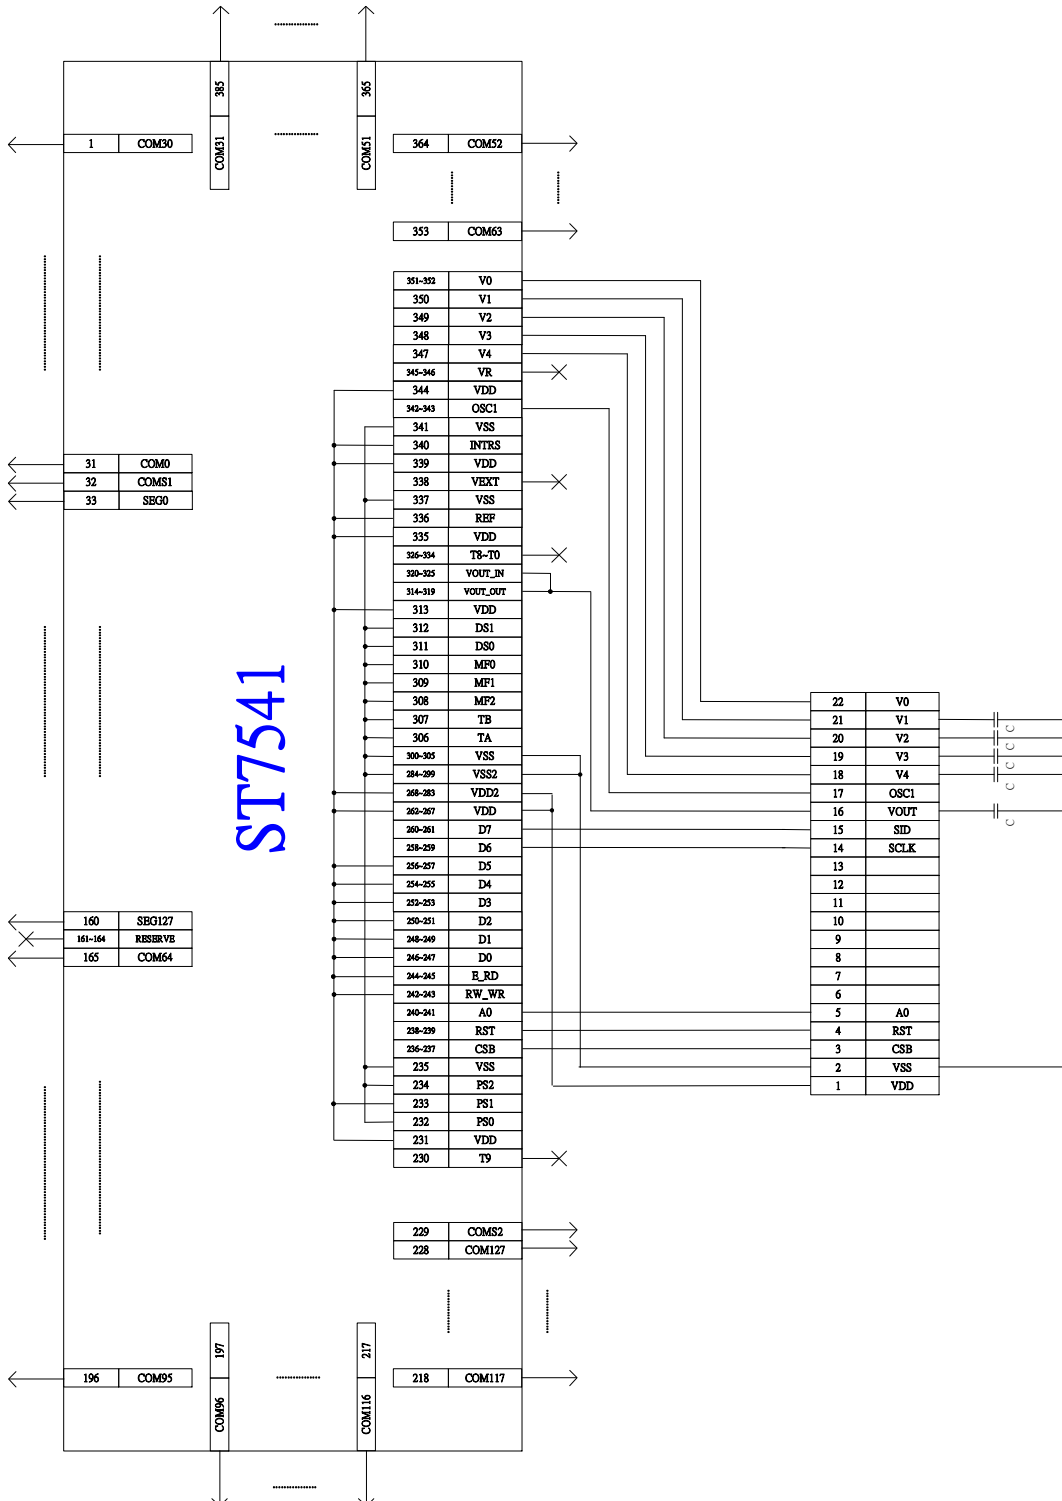 385
COM31
365
COM51
1 COM30
364 COM52
353 COM63
351~352 V0
350 V1
349 V2
348 V3
347 V4
345~346 VR
344 VDD
342~343 OSC1
341 VSS
340 INTRS
339 VDD
338 VEXT
337 VSS
336 REF
335 VDD
326~334 T8~T0
320~325 VOUT_IN
314~319 VOUT_OUT
313 VDD
312 DS1
311 DS0
310 MF0
309 MF1
308 MF2
307 TB
306 TA
300~305 VSS
284~299 VSS2
268~283 VDD2
262~267 VDD
260~261 D7
258~259 D6
256~257 D5
254~255 D4
252~253 D3
250~251 D2
248~249 D1
246~247 D0
244~245 E_RD
242~243 RW_WR
240~241 A0
238~239 RST
236~237 CSB
235 VSS
234 PS2
233 PS1
232 PS0
231 VDD
230 T9
31 COM0
32 COMS1
33 SEG0
ST7541
160 SEG127
161~164 RESERVE
165 COM64
22 V0
21 V1
C
20 V2
C
19 V3
C
18 V4
C
17 OSC1
16 VOUT
C
15 SID
14 SCLK
13
12
11
10
9
8
7
6
5 A0
4 RST
3 CSB
2 VSS
1 VDD
229 COMS2
228 COM127
196 COM95
197
COM96
217
COM116
218 COM117